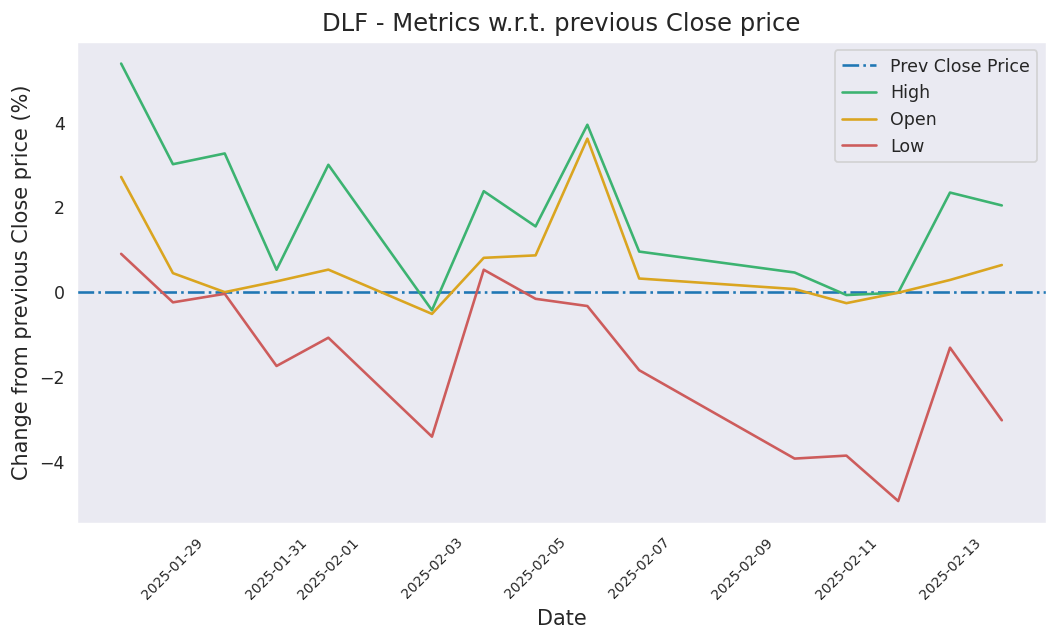 DLF - Metrics w.r.t. previous Close price
Change from previous Close price (%)
Prev Close Price
High
Open
Low
4
2
0
−2
−4
2025-01-29
2025-01-31
2025-02-01
2025-02-03
2025-02-05
2025-02-07
2025-02-09
2025-02-11
2025-02-13
Date